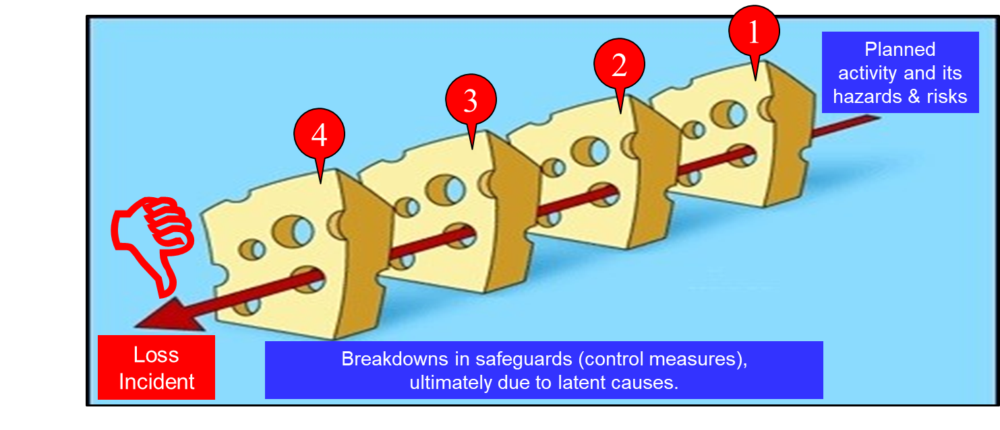 1
Planned
activity and its
hazards & risks
2
3
4
Loss
Incident
Breakdowns in safeguards (control measures),
ultimately due to latent causes.